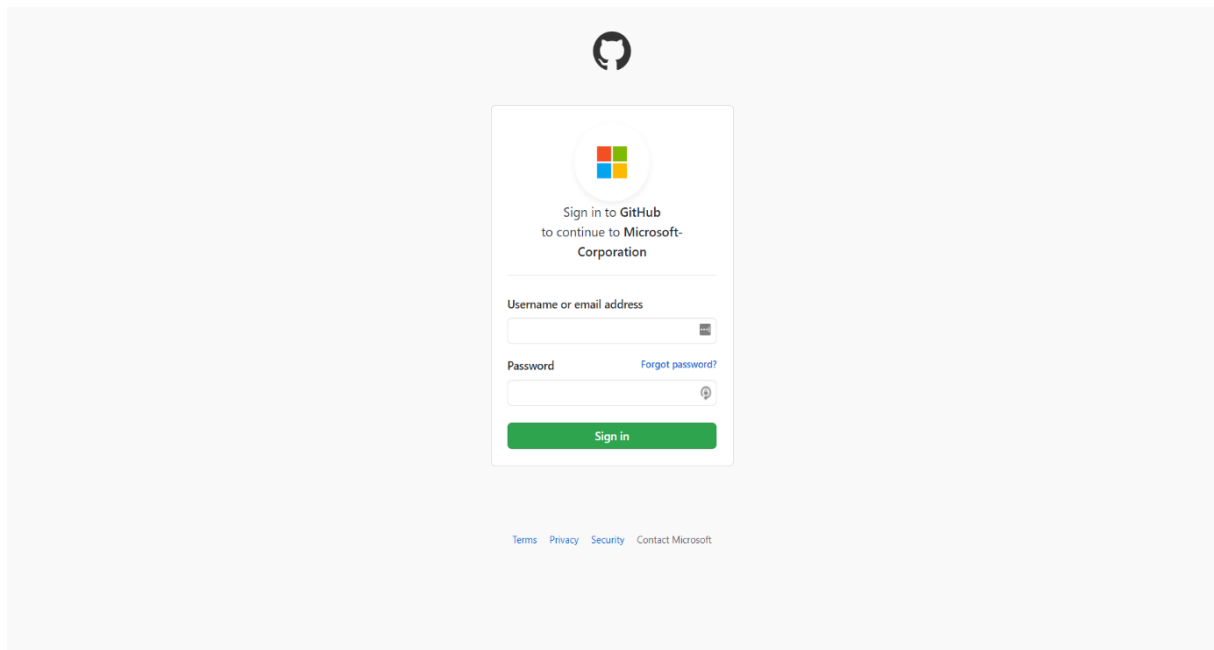 Sign in to GitHub
to continue to Microsoft-
Corporation
Username or email address
Password Forgot password?
Sign in
Terms Privacy Security Contact Microsoft